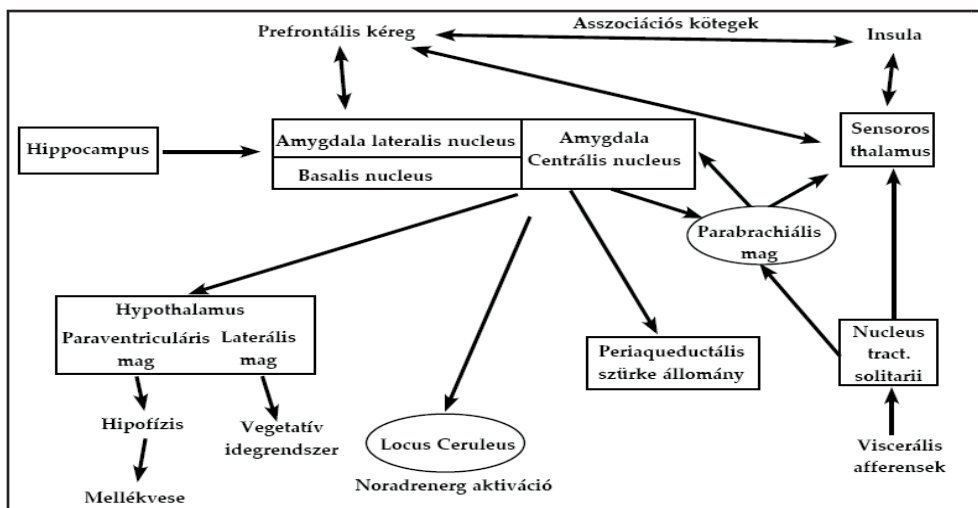 Asszociációs kötegek
Prefrontális kéreg
Insula
Hippocampus
Amygdala lateralis nucleus
Basalis nucleus
Amygdala
Centrális nucleus
Sensoros
thalamus
Parabrachiális
mag
Hypothalamus
Paraventriculáris
mag
Laterális
mag
Periaqueductális
szürke állomány
Nucleus
tract.
solitarii
Hipofízis
Vegetatív
idegrendszer
Locus Ceruleus
Viscerális
afferensek
Mellékvese
Noradrenerg aktiváció